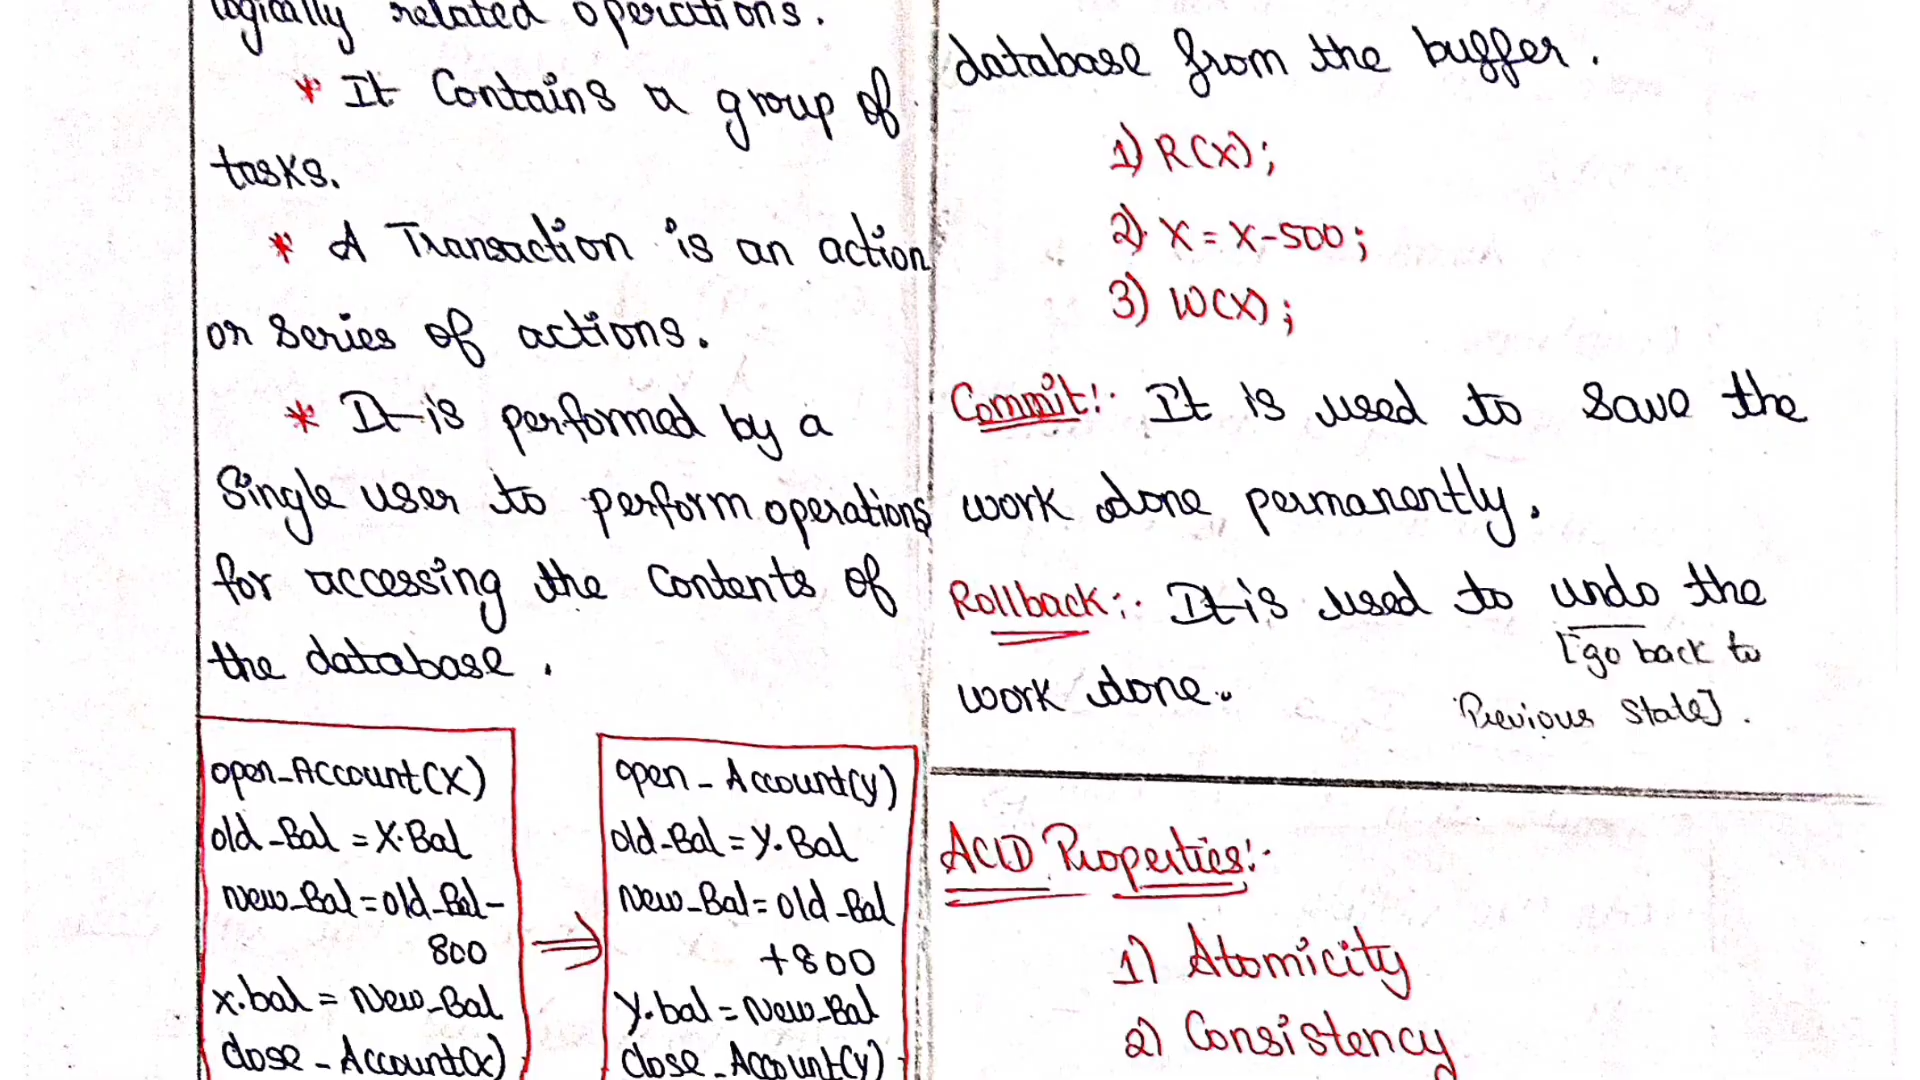 logically related operations.
* It Contains a group of
tasks.
* A Transaction is an action
or Series of actions.
* It is performed by a
Single user to perform operations
for accessing the Contents of
the database.
open_Account(X)
old_Bal = X.Bal
New_Bal = old_Bal -
800
x.bal = New_Bal
close_Account(x)
⇒
open_Account(y)
old_Bal = y.Bal
New_Bal = old_Bal
+800
y.bal = New_Bal
close_Account(y)
database from the buffer.
1) R(X);
2) X = X-500;
3) W(X);
Commit:- It is used to save the
work done permanently.
Rollback:- It is used to undo the
[go back to
Previous State].
work done.
ACID Properties:-
1) Atomicity
2) Consistency